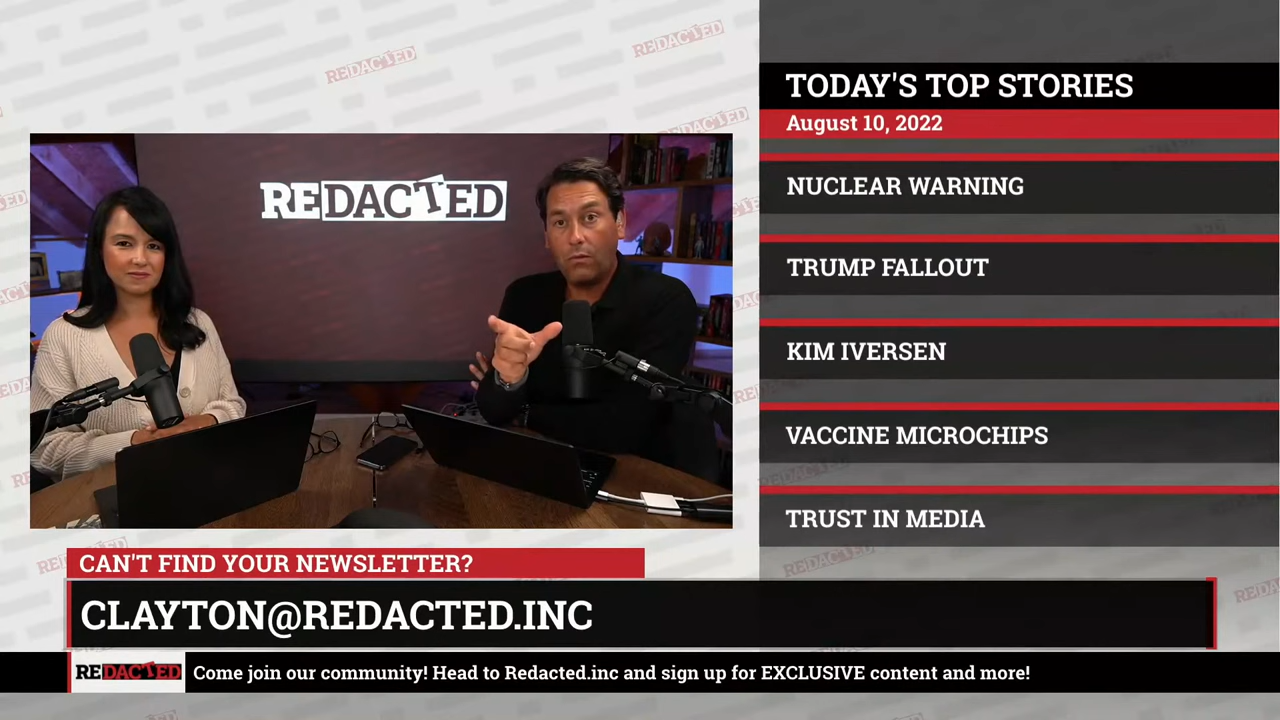 REDACTED
TODAY'S TOP STORIES
August 10, 2022
NUCLEAR WARNING
TRUMP FALLOUT
KIM IVERSEN
VACCINE MICROCHIPS
TRUST IN MEDIA
CAN'T FIND YOUR NEWSLETTER?
CLAYTON@REDACTED.INC
REDACTED Come join our community! Head to Redacted.inc and sign up for EXCLUSIVE content and more!